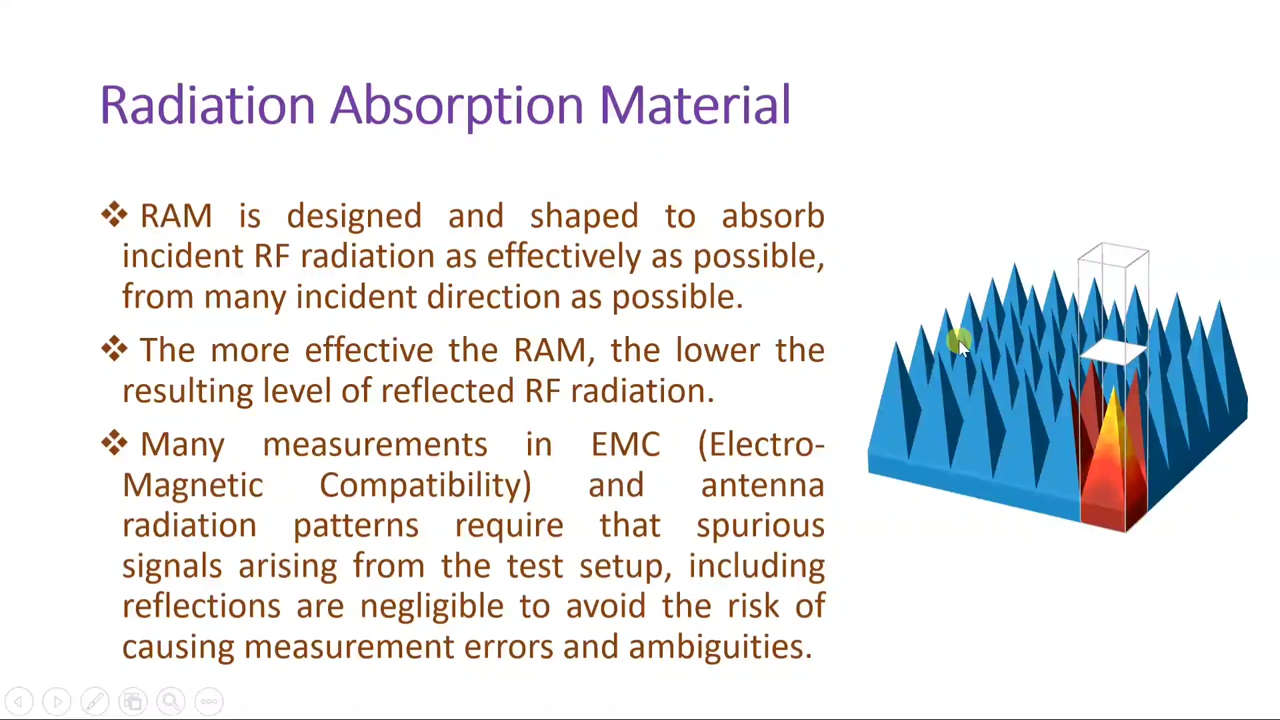 Radiation Absorption Material
❖ RAM is designed and shaped to absorb
incident RF radiation as effectively as possible,
from many incident direction as possible.
❖ The more effective the RAM, the lower the
resulting level of reflected RF radiation.
❖ Many measurements in EMC (Electro-
Magnetic Compatibility) and antenna
radiation patterns require that spurious
signals arising from the test setup, including
reflections are negligible to avoid the risk of
causing measurement errors and ambiguities.